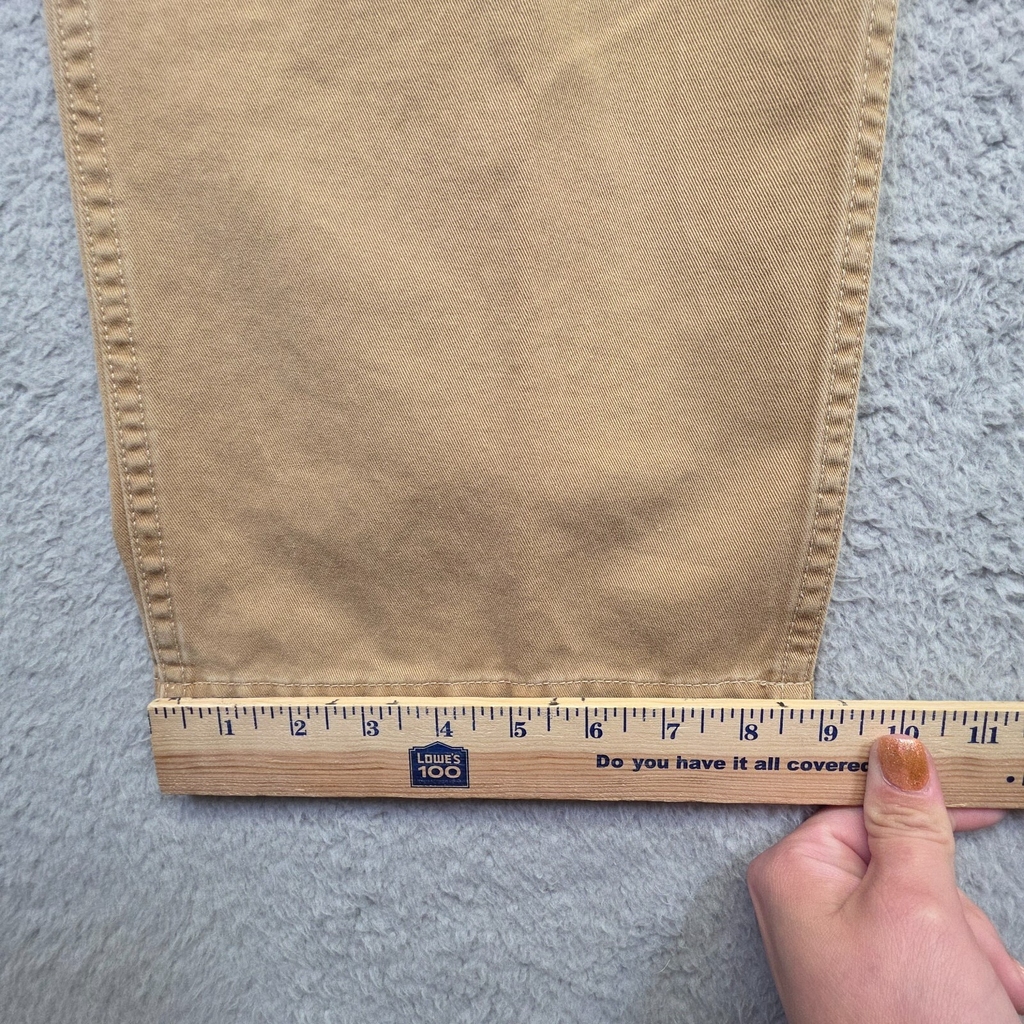 1 2 3 4 5 6 7 8 9 10 11
LOWE'S
100
Do you have it all covered